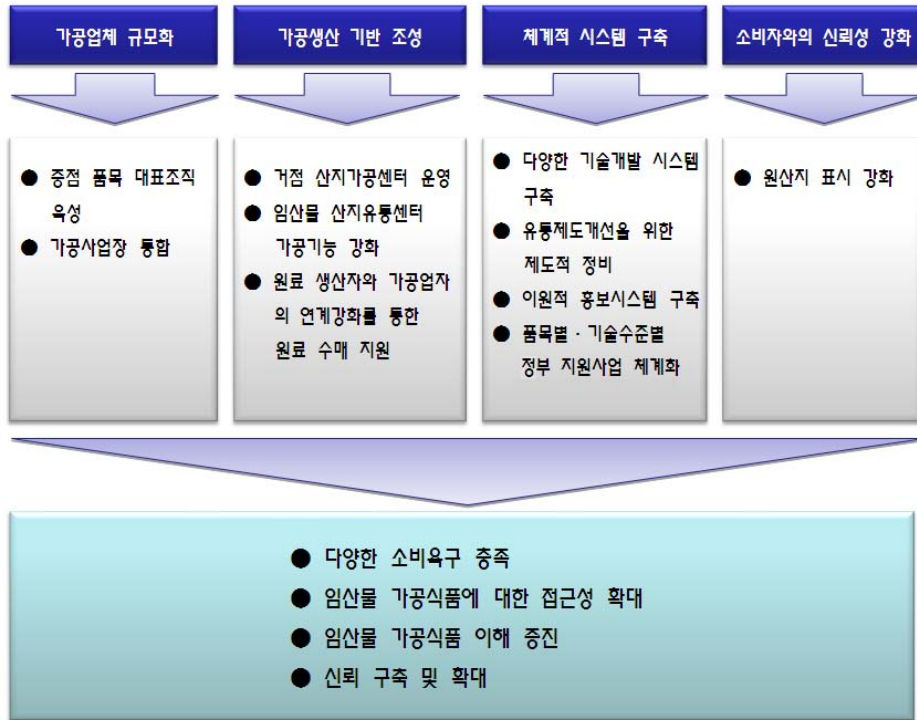 가공업체 규모화
가공생산 기반 조성
체계적 시스템 구축
소비자와의 신뢰성 강화
● 중점 품목 대표조직
육성
● 가공사업장 통합
● 거점 산지가공센터 운영
● 임산물 산지유통센터
가공기능 강화
● 원료 생산자와 가공업자
의 연계강화를 통한
원료 수매 지원
● 다양한 기술개발 시스템
구축
● 유통제도개선을 위한
제도적 정비
● 이원적 홍보시스템 구축
● 품목별 · 기술수준별
정부 지원사업 체계화
● 원산지 표시 강화
● 다양한 소비욕구 충족
● 임산물 가공식품에 대한 접근성 확대
● 임산물 가공식품 이해 증진
● 신뢰 구축 및 확대